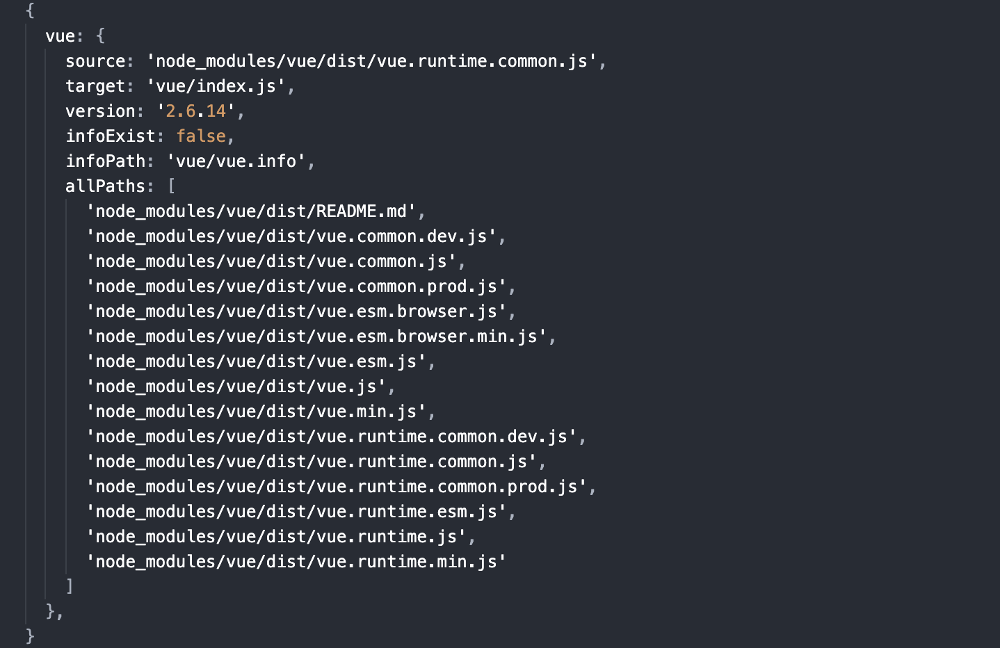 {
  vue: {
    source: 'node_modules/vue/dist/vue.runtime.common.js',
    target: 'vue/index.js',
    version: '2.6.14',
    infoExist: false,
    infoPath: 'vue/vue.info',
    allPaths: [
      'node_modules/vue/dist/README.md',
      'node_modules/vue/dist/vue.common.dev.js',
      'node_modules/vue/dist/vue.common.js',
      'node_modules/vue/dist/vue.common.prod.js',
      'node_modules/vue/dist/vue.esm.browser.js',
      'node_modules/vue/dist/vue.esm.browser.min.js',
      'node_modules/vue/dist/vue.esm.js',
      'node_modules/vue/dist/vue.js',
      'node_modules/vue/dist/vue.min.js',
      'node_modules/vue/dist/vue.runtime.common.dev.js',
      'node_modules/vue/dist/vue.runtime.common.js',
      'node_modules/vue/dist/vue.runtime.common.prod.js',
      'node_modules/vue/dist/vue.runtime.esm.js',
      'node_modules/vue/dist/vue.runtime.js',
      'node_modules/vue/dist/vue.runtime.min.js'
    ]
  },
}